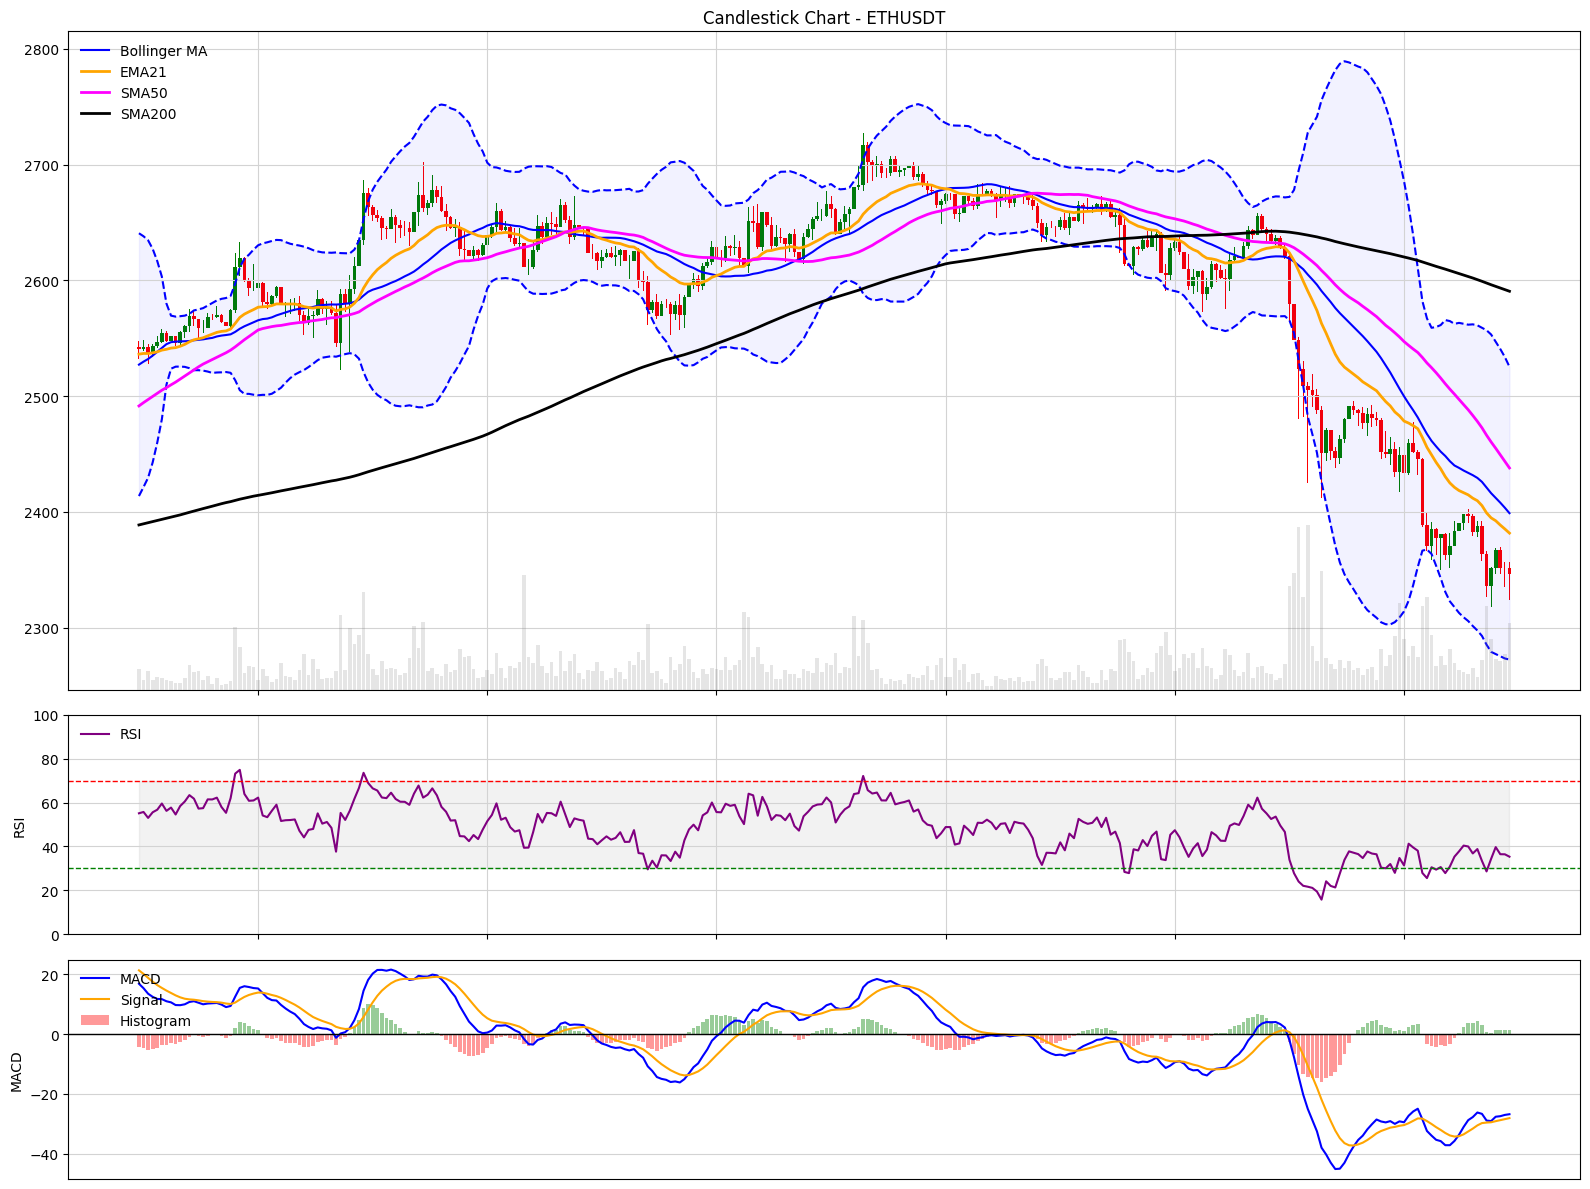 Candlestick Chart - ETHUSDT
2800
2700
2600
2500
2400
2300
Bollinger MA
EMA21
SMA50
SMA200
100
80
60
40
20
0
RSI
RSI
20
0
−20
−40
MACD
MACD
Signal
Histogram